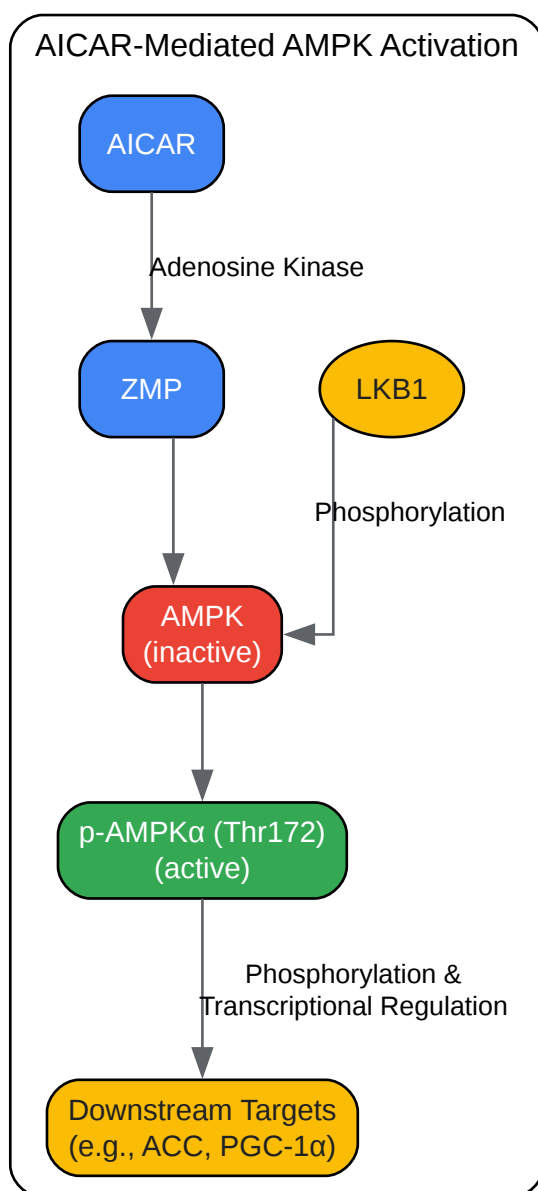 AICAR-Mediated AMPK Activation
AICAR
Adenosine Kinase
ZMP
LKB1
Phosphorylation
AMPK
(inactive)
p-AMPKα (Thr172)
(active)
Phosphorylation &
Transcriptional Regulation
Downstream Targets
(e.g., ACC, PGC-1α)